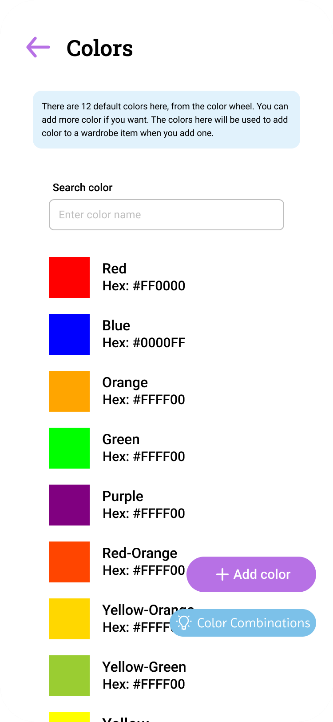 Colors
There are 12 default colors here, from the color wheel. You can
add more color if you want. The colors here will be used to add
color to a wardrobe item when you add one.
Search color
Enter color name
Red
Hex: #FF0000
Blue
Hex: #0000FF
Orange
Hex: #FFFF00
Green
Hex: #FFFF00
Purple
Hex: #FFFF00
Red-Orange
Hex: #FFFF00
+ Add color
Yellow-Orange
Hex: #FFFF
Color Combinations
Yellow-Green
Hex: #FFFF00
Yellow